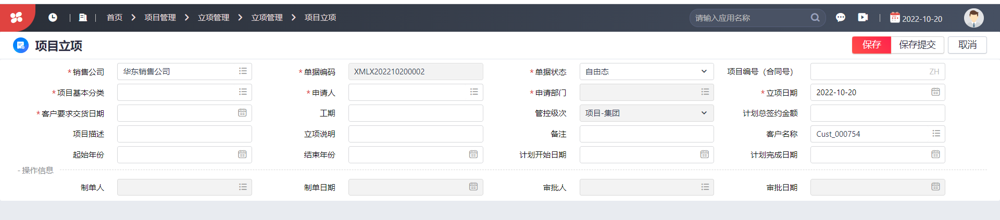 首页 项目管理 立项管理 立项管理 项目立项 请输入应用名称 2022-10-20
项目立项 保存 保存提交 取消
*销售公司 华东销售公司 *单据编码 XMLX202210200002 *单据状态 自由态 项目编号（合同号） ZH
*项目基本分类 *申请人 *申请部门 *立项日期 2022-10-20
*客户要求交货日期 工期 管控级次 项目-集团 计划总签约金额
项目描述 立项说明 备注 客户名称 Cust_000754
起始年份 结束年份 计划开始日期 计划完成日期
- 操作信息
制单人 制单日期 审批人 审批日期